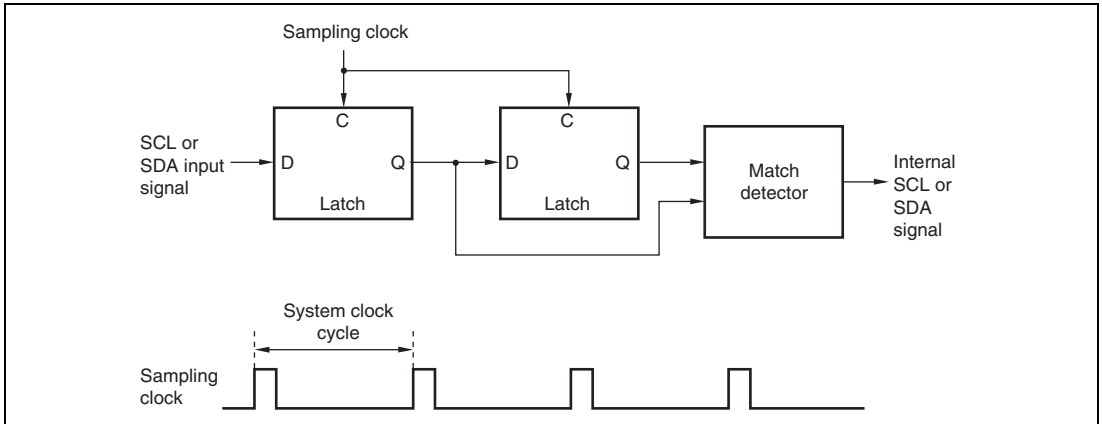 Sampling clock
C
C
SCL or
SDA input
signal
D
Q
D
Q
Latch
Latch
Match
detector
Internal
SCL or
SDA
signal
System clock
cycle
Sampling
clock